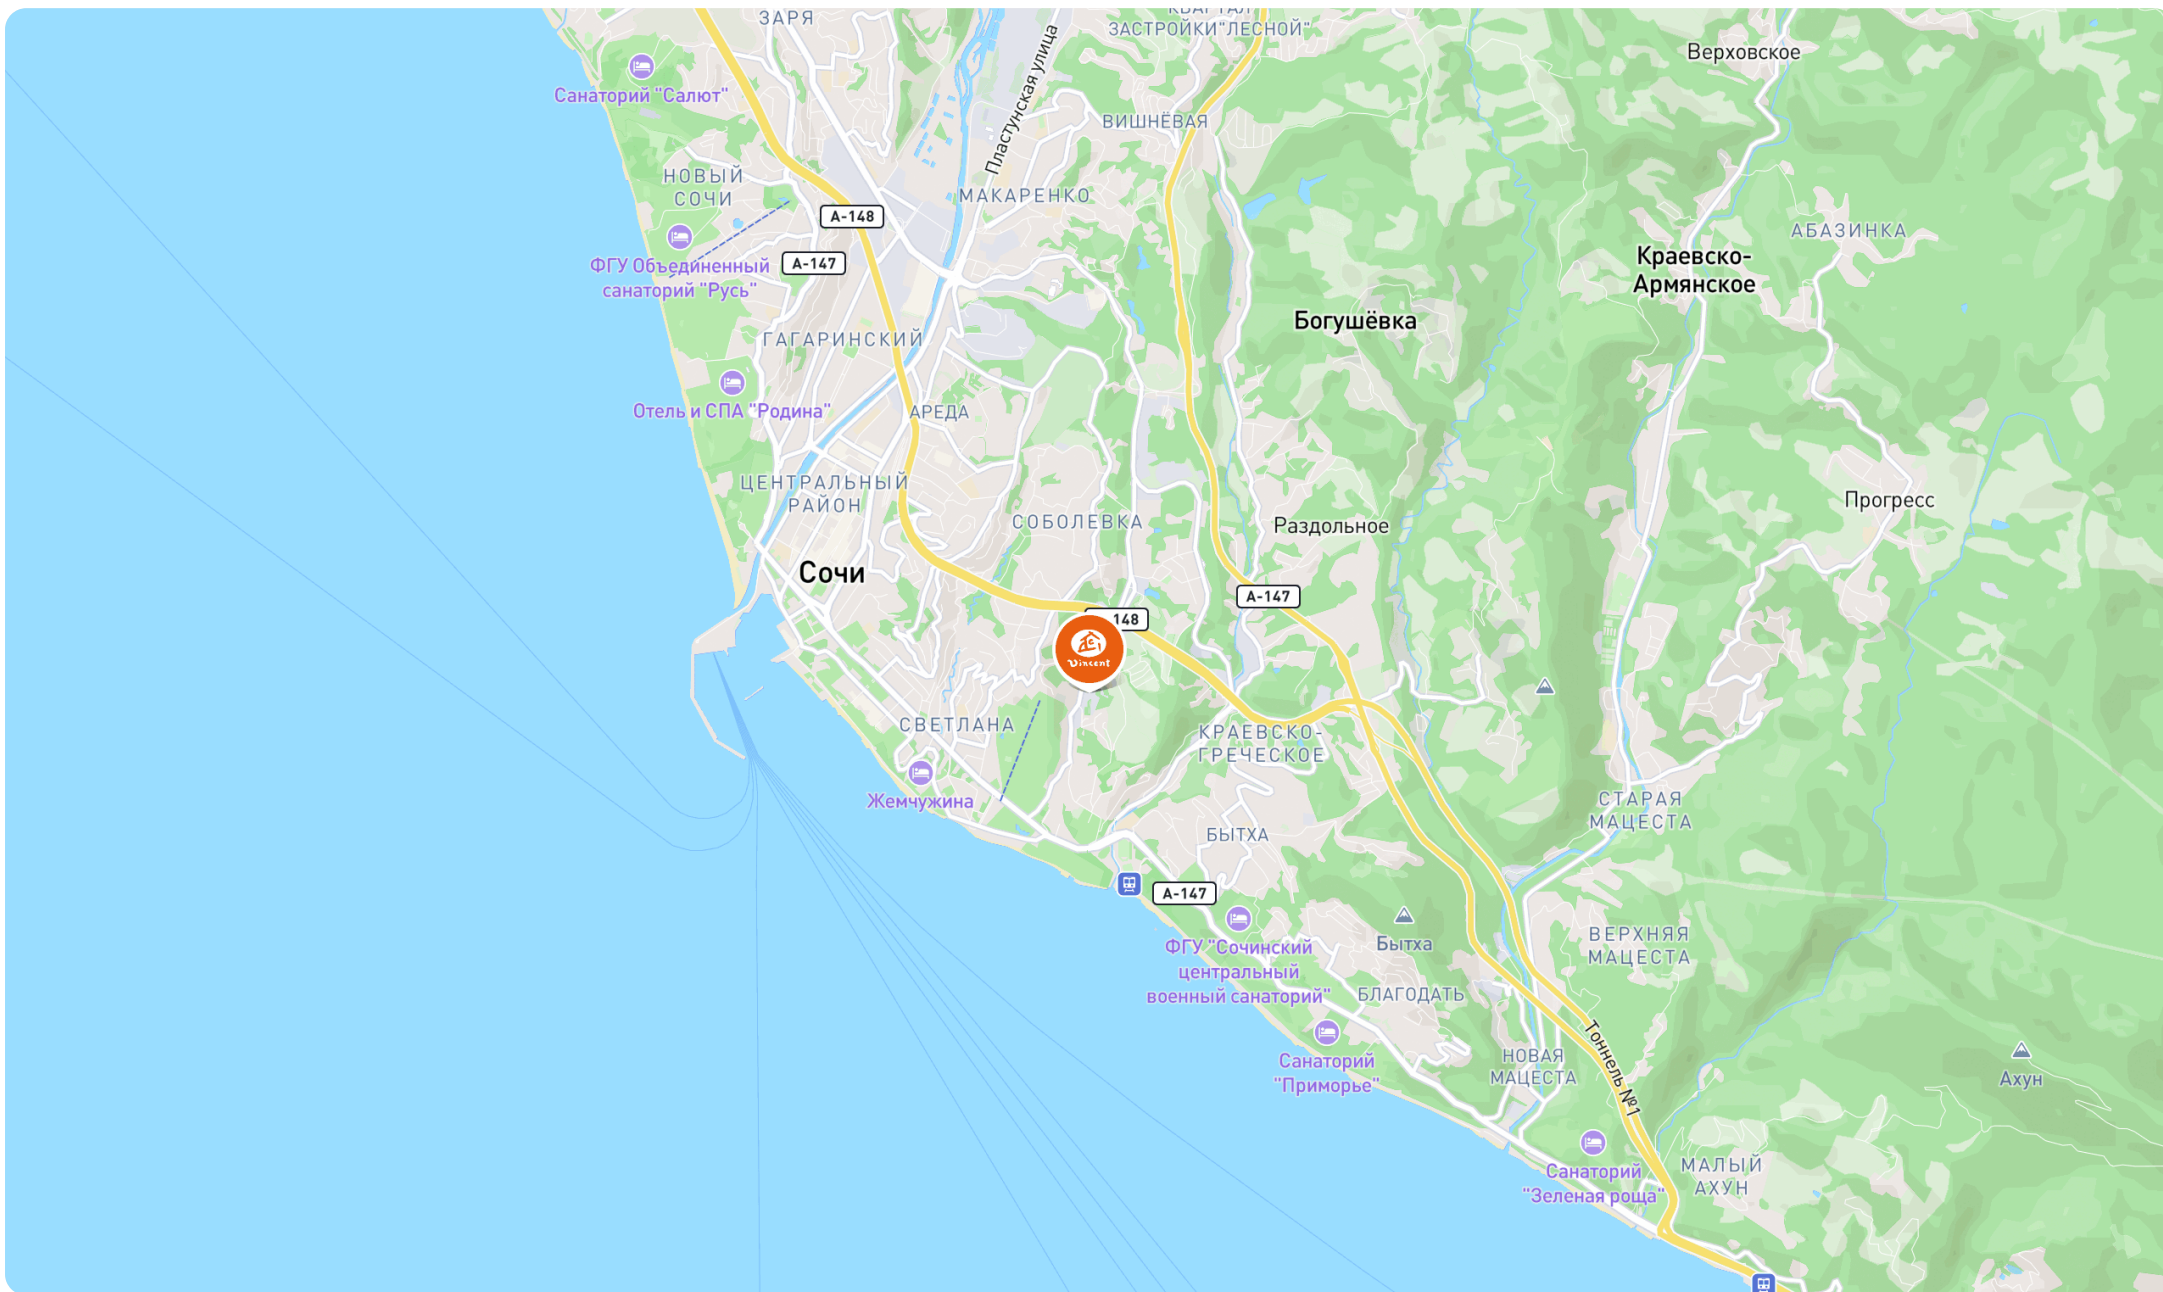 ЗАРЯ
КВАРТАЛ
ЗАСТРОЙКИ"ЛЕСНОЙ"
Верховское
Санаторий "Салют"
Пластунская улица
ВИШНЁВАЯ
НОВЫЙ
СОЧИ
МАКАРЕНКО
А-148
АБАЗИНКА
ФГУ Объединенный
санаторий "Русь"
А-147
Краевско-
Армянское
Богушёвка
ГАГАРИНСКИЙ
Отель и СПА "Родина"
АРЕДА
ЦЕНТРАЛЬНЫЙ
РАЙОН
СОБОЛЕВКА
Раздольное
Прогресс
Сочи
А-147
148
Vincent
СВЕТЛАНА
КРАЕВСКО-
ГРЕЧЕСКОЕ
Жемчужина
СТАРАЯ
МАЦЕСТА
БЫТХА
А-147
ФГУ "Сочинский
центральный
военный санаторий"
Бытха
ВЕРХНЯЯ
МАЦЕСТА
БЛАГОДАТЬ
Санаторий
"Приморье"
НОВАЯ
МАЦЕСТА
Тоннель №1
Ахун
Санаторий
"Зеленая роща"
МАЛЫЙ
АХУН